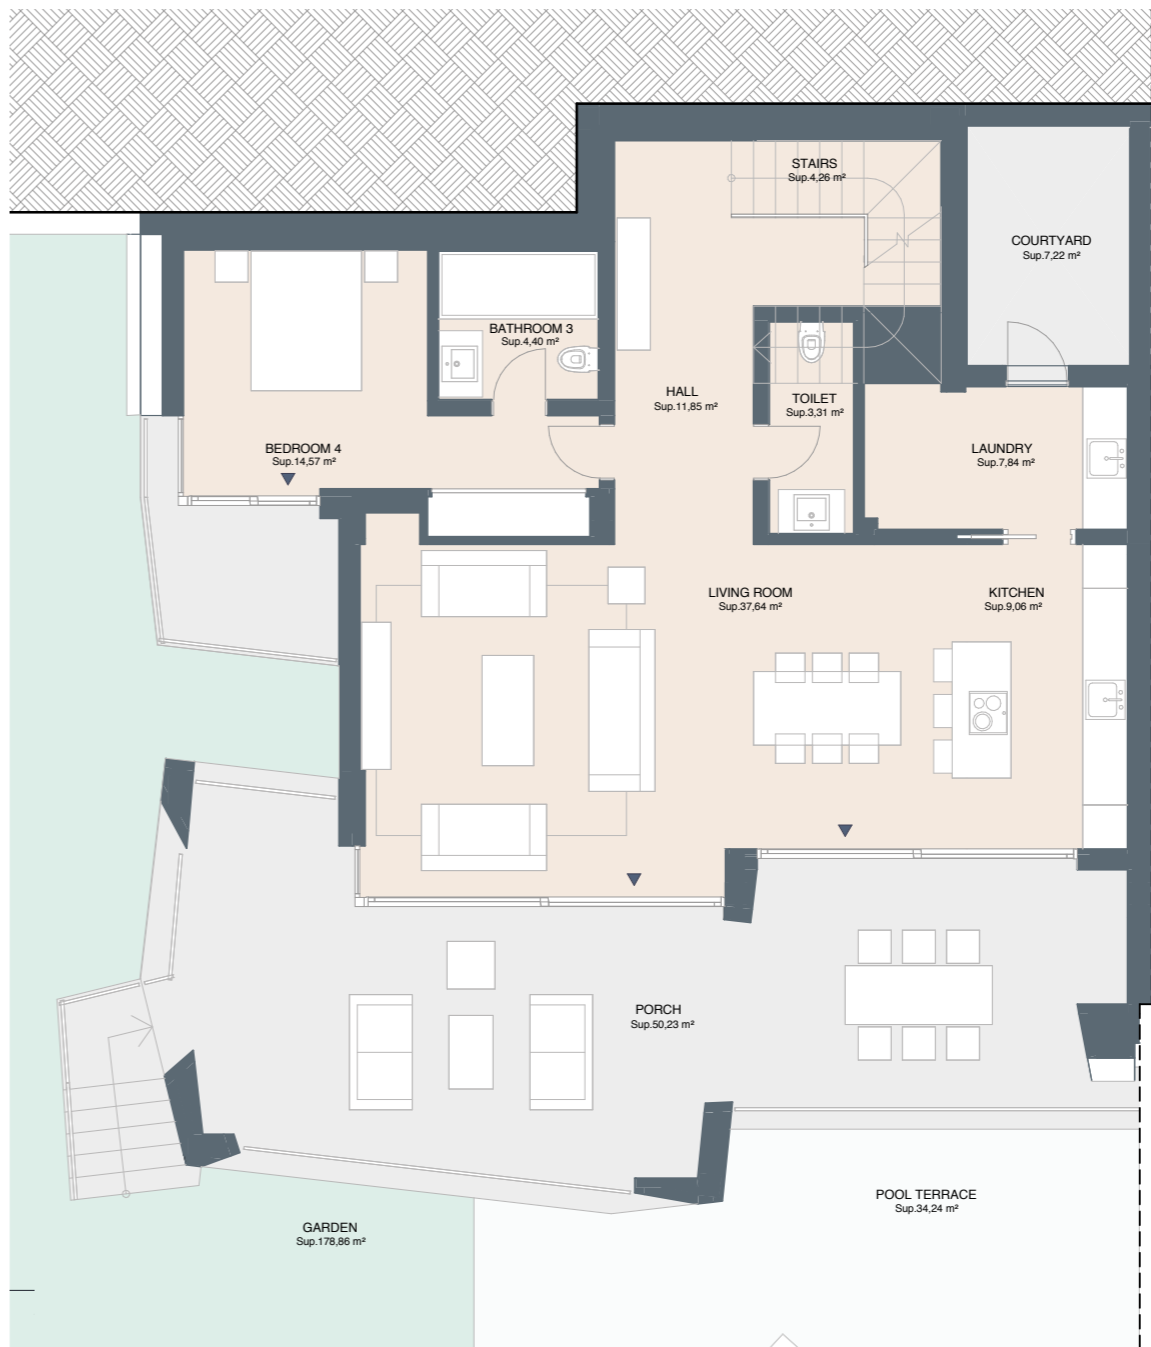 STAIRS
Sup.4,26 m²
COURTYARD
Sup.7,22 m²
BATHROOM 3
Sup.4,40 m²
HALL
Sup.11,85 m²
TOILET
Sup.3,31 m²
BEDROOM 4
Sup.14,57 m²
LAUNDRY
Sup.7,84 m²
LIVING ROOM
Sup.37,64 m²
KITCHEN
Sup.9,06 m²
PORCH
Sup.50,23 m²
POOL TERRACE
Sup.34,24 m²
GARDEN
Sup.178,86 m²